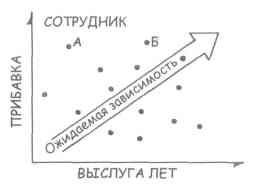 СОТРУДНИК
А
Б
Ожидаемая зависимость
ПРИБАВКА
ВЫСЛУГА ЛЕТ